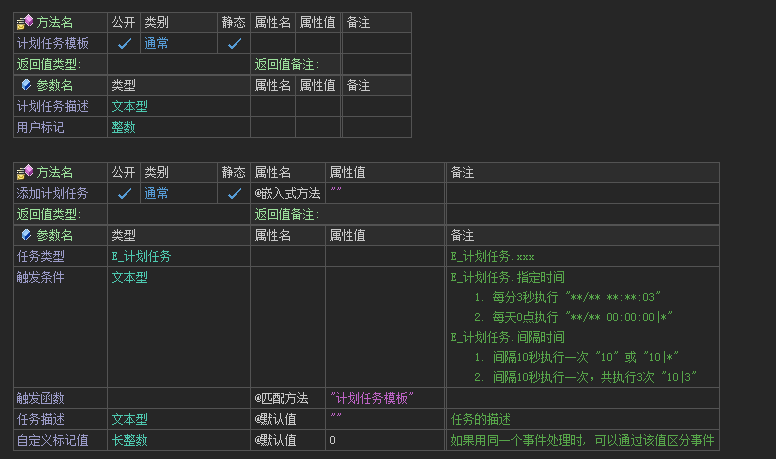 方法名 公开 类别 静态 属性名 属性值 备注
计划任务模板 通常
返回值类型: 返回值备注:
参数名 类型 属性名 属性值 备注
计划任务描述 文本型
用户标记 整数
方法名 公开 类别 静态 属性名 属性值 备注
添加计划任务 通常 @嵌入式方法 ""
返回值类型: 返回值备注:
参数名 类型 属性名 属性值 备注
任务类型 E_计划任务 E_计划任务.xxx
触发条件 文本型 E_计划任务.指定时间
1. 每分3秒执行 "**/** **:**:03"
2. 每天0点执行 "**/** 00:00:00|*"
E_计划任务.间隔时间
1. 间隔10秒执行一次 "10" 或 "10|*"
2. 间隔10秒执行一次，共执行3次 "10|3"
触发函数 @匹配方法 "计划任务模板"
任务描述 文本型 @默认值 "" 任务的描述
自定义标记值 长整数 @默认值 0 如果用同一个事件处理时, 可以通过该值区分事件